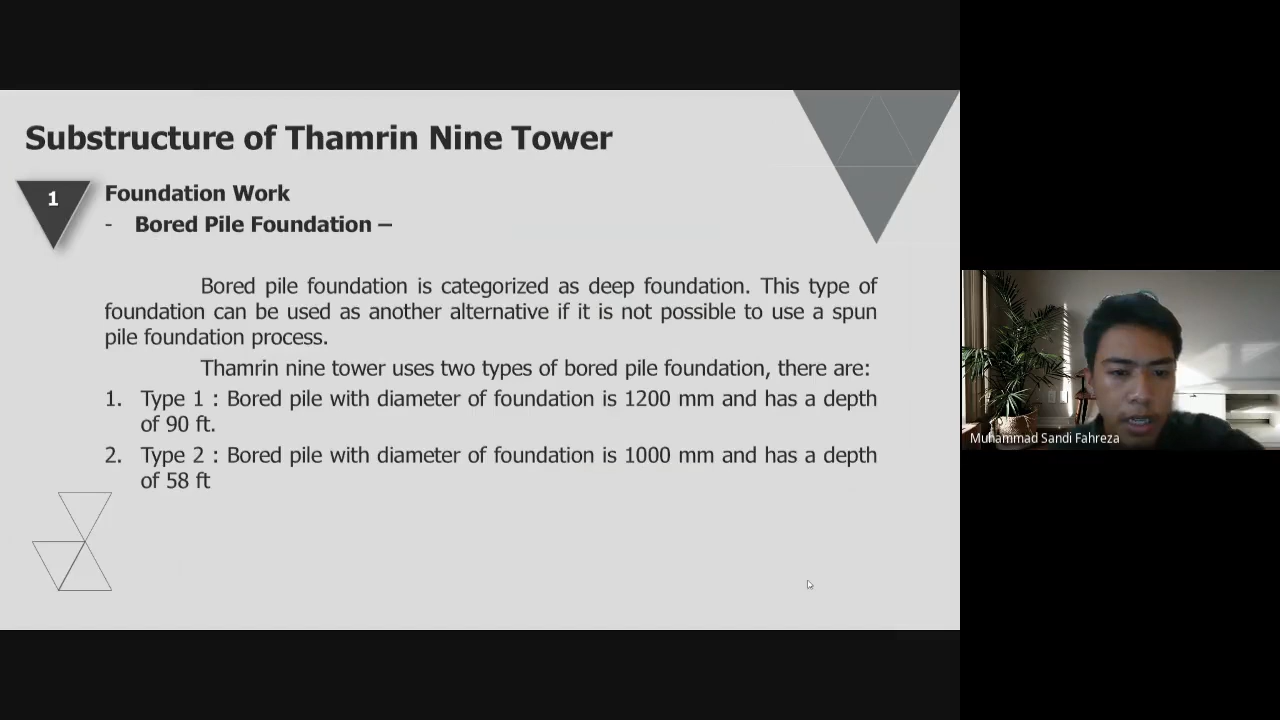 Substructure of Thamrin Nine Tower
1
Foundation Work
- Bored Pile Foundation –
Bored pile foundation is categorized as deep foundation. This type of
foundation can be used as another alternative if it is not possible to use a spun
pile foundation process.
Thamrin nine tower uses two types of bored pile foundation, there are:
1. Type 1 : Bored pile with diameter of foundation is 1200 mm and has a depth
of 90 ft.
2. Type 2 : Bored pile with diameter of foundation is 1000 mm and has a depth
of 58 ft
Muhammad Sandi Fahreza